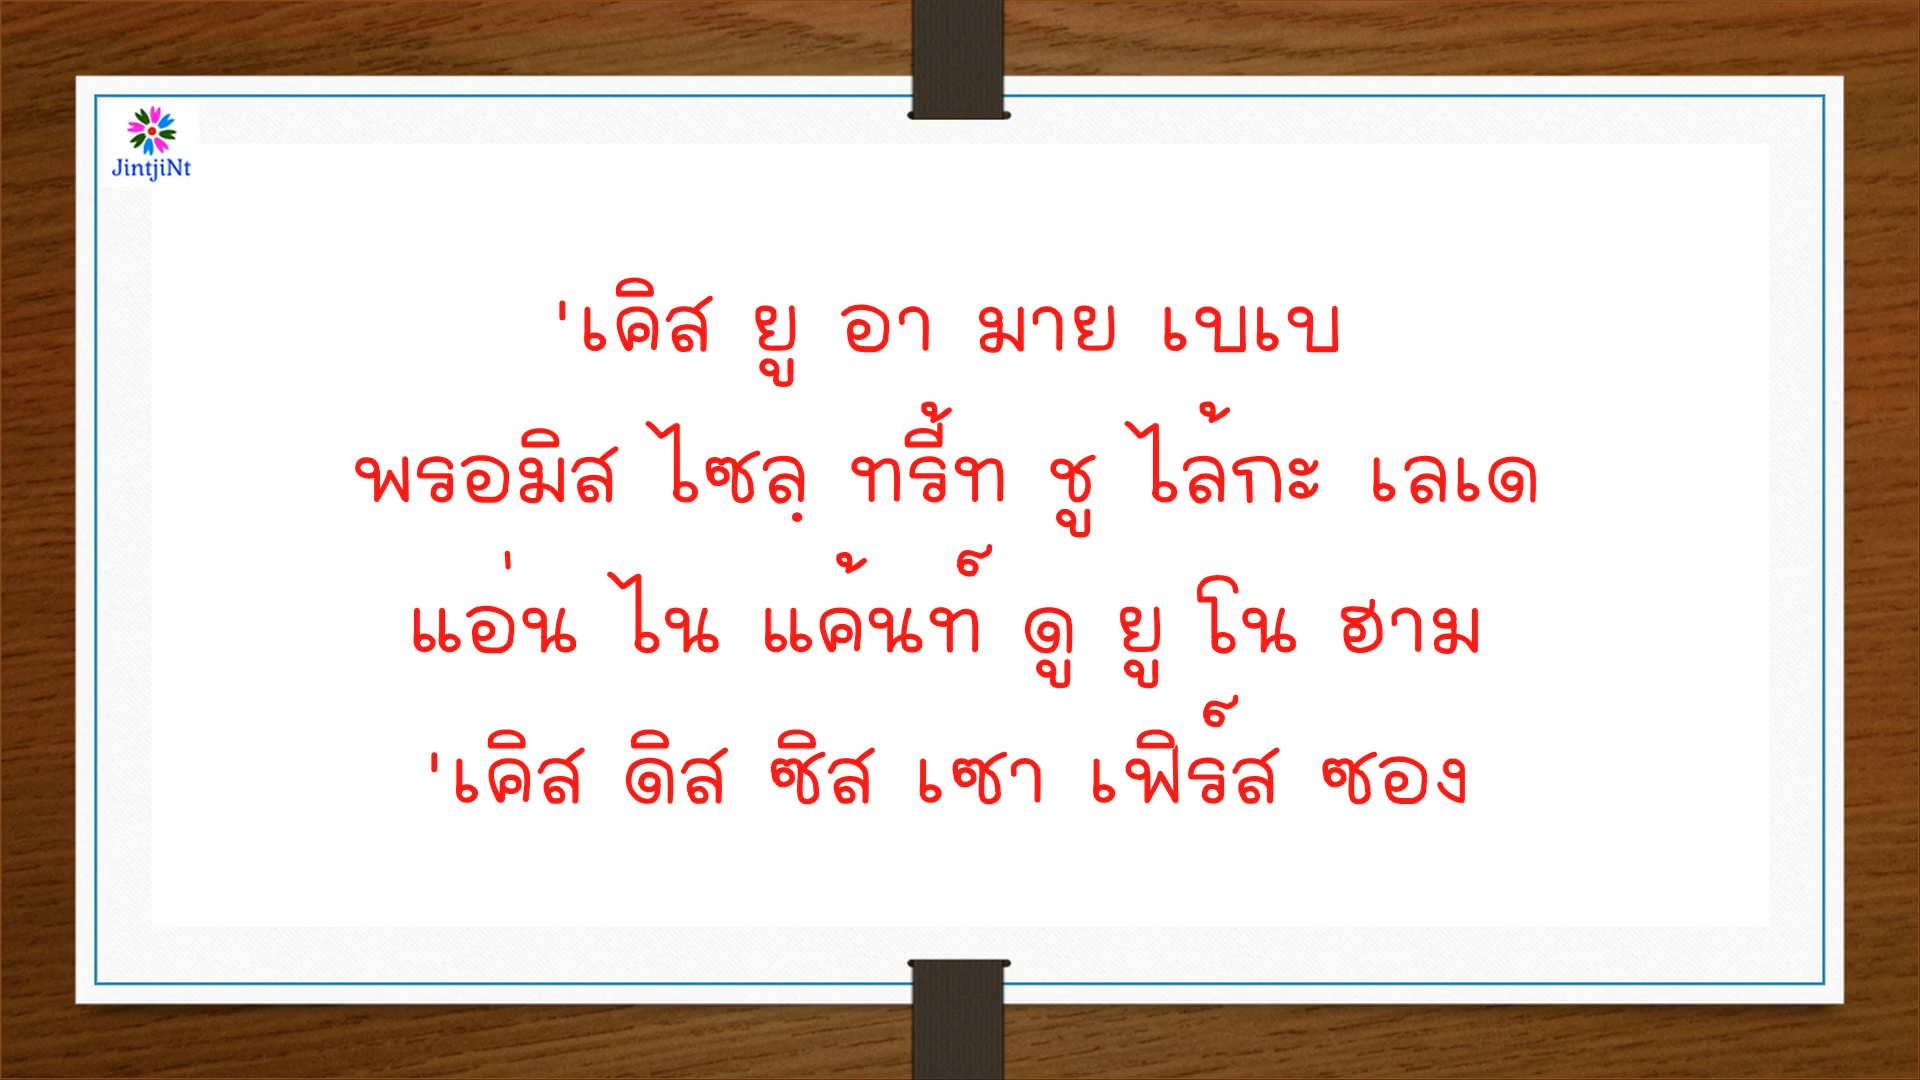 JintjiNt
'เคิส ยู อา มาย เบเบ
พรอมิส ไซลฺ ทรี้ท ชู ไล้กะ เลเด
แอ่น ไน แค้นท์ ดู ยู โน ฮาม
'เคิส ดิส ซิส เซา เฟิร์ส ซอง